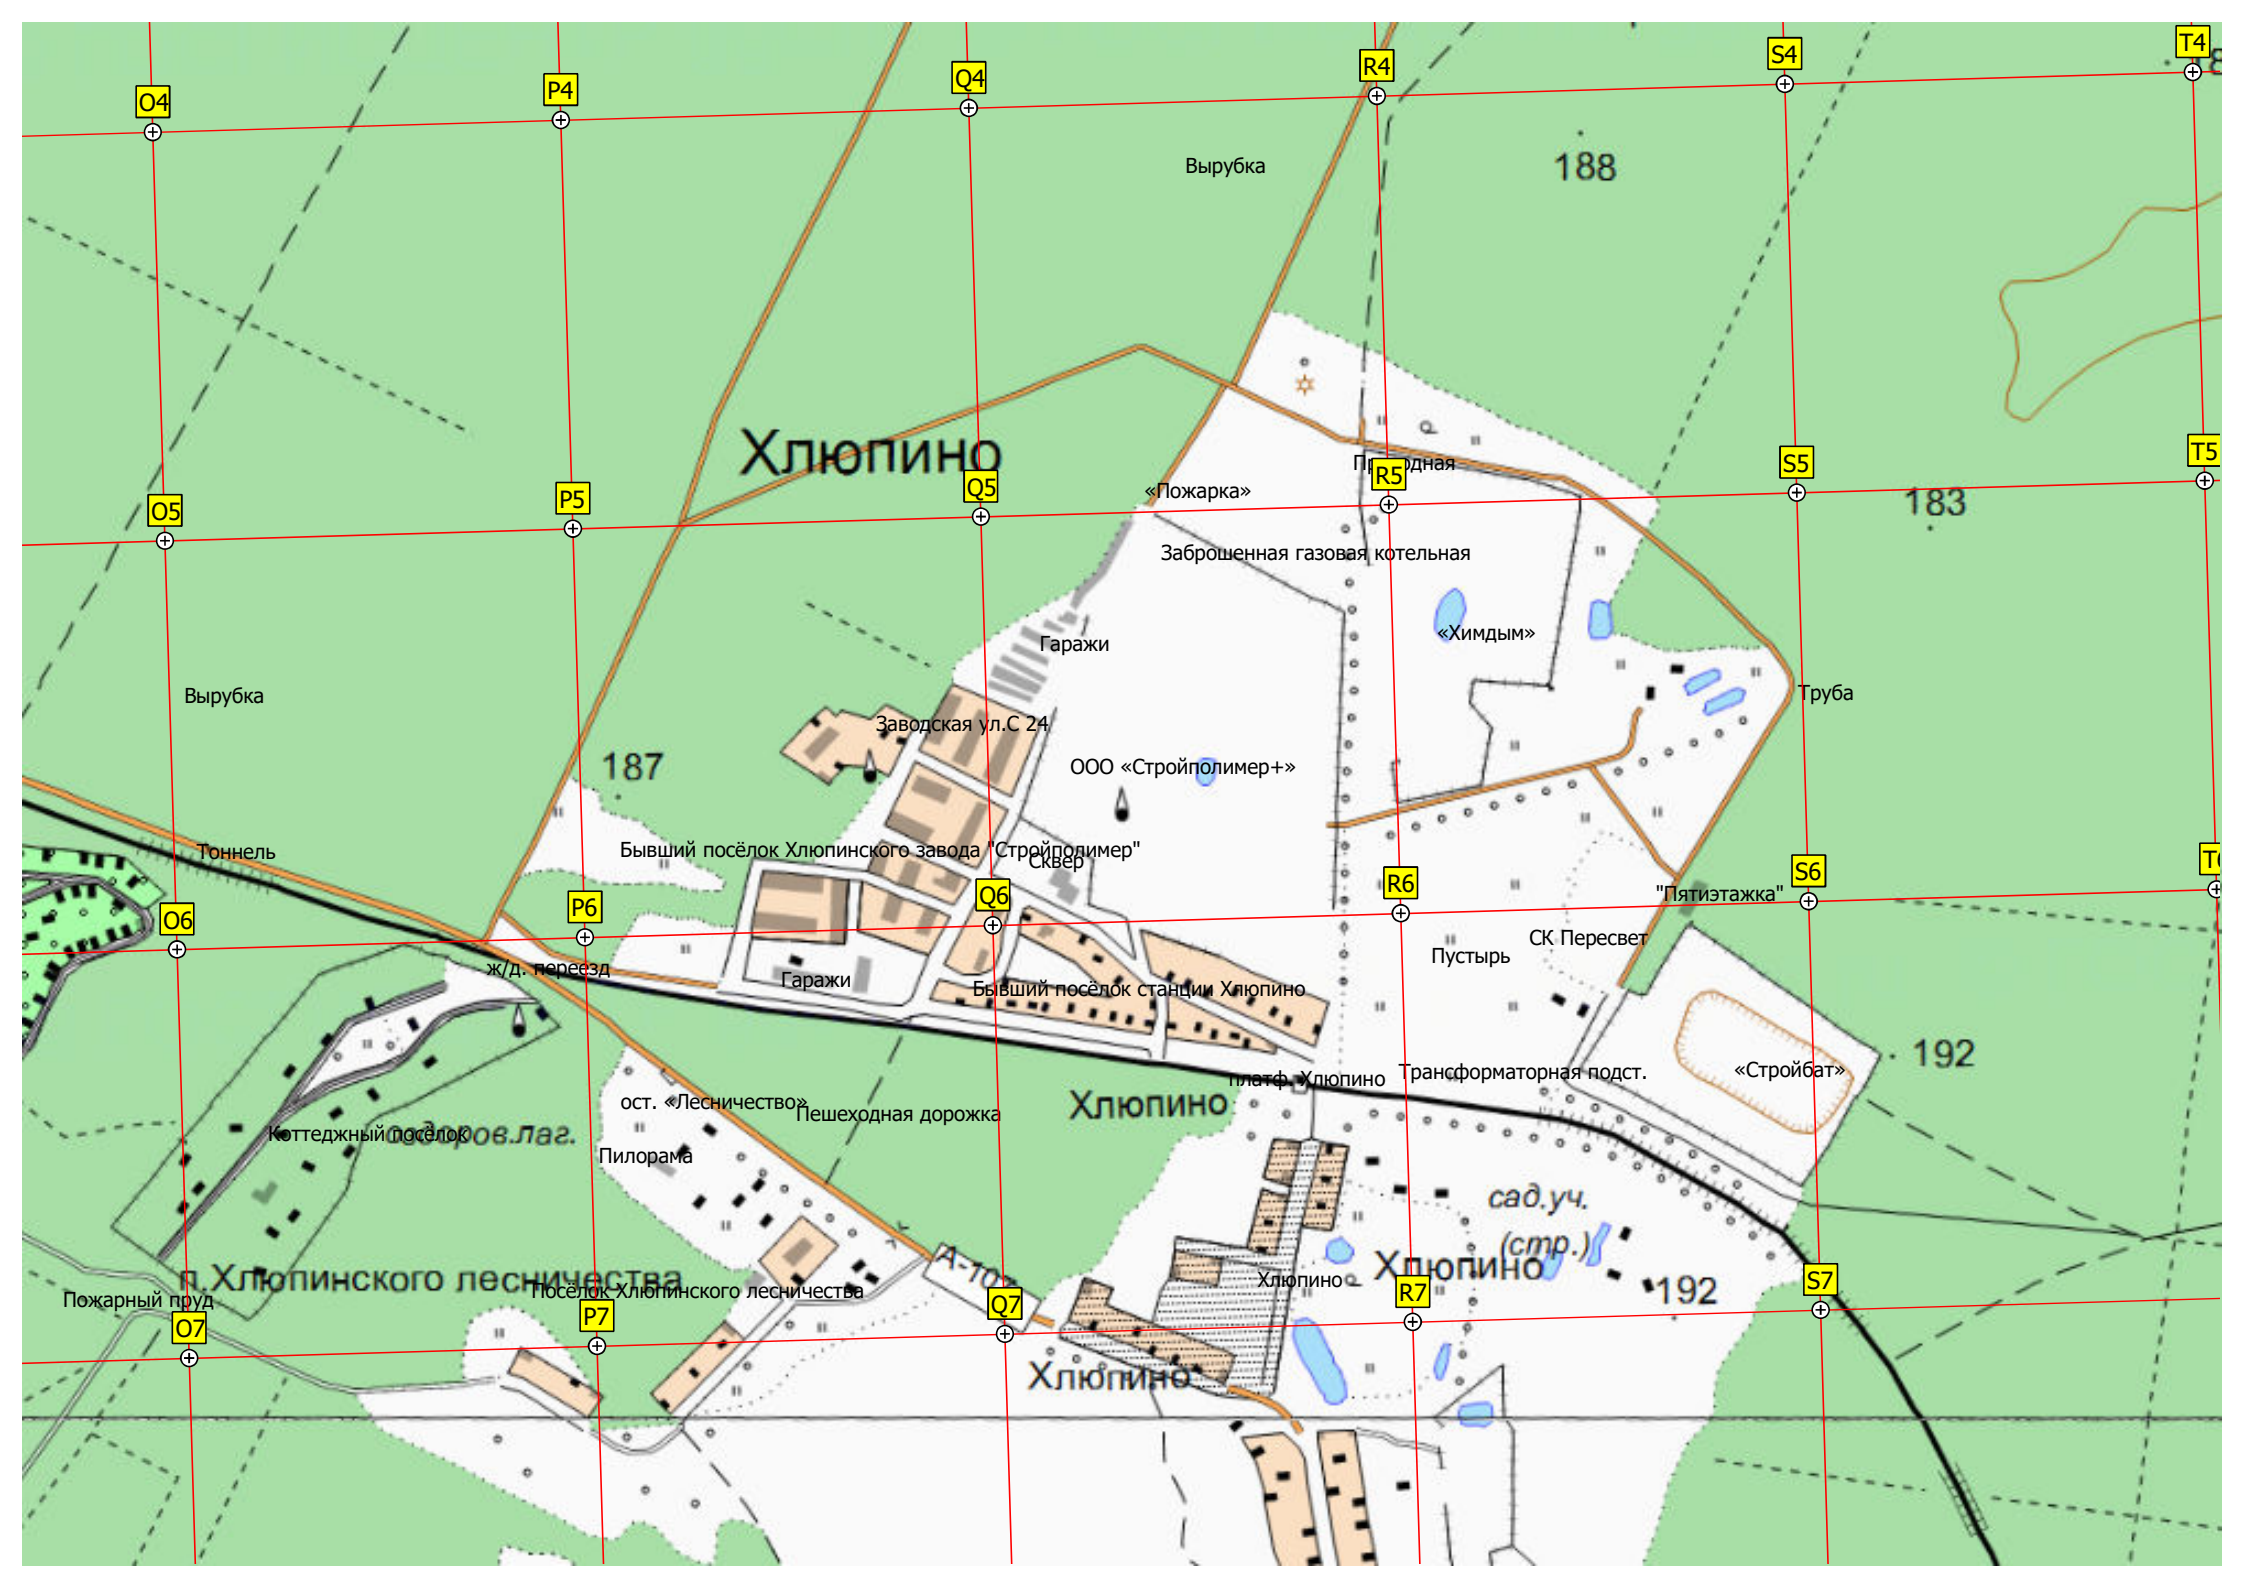 O4
P4
Q4
R4
S4
T4
Вырубка
188
Хлюпино
«Пожарка»
O5
P5
Q5
R5
S5
T5
183
Заброшенная газовая котельная
«Химдым»
Гаражи
Вырубка
Труба
Заводская ул.С 24
187
ООО «Стройполимер+»
Тоннель
Бывший посёлок Хлюпинского завода "Стройполимер"
Сквер
"Пятиэтажка"
O6
P6
Q6
R6
S6
СК Пересвет
Пустырь
ж/д. переезд
Гаражи
Бывший посёлок станции Хлюпино
192
Трансформаторная подст.
«Стройбат»
платф. Хлюпино
Хлюпино
ост. «Лесничество»
Пешеходная дорожка
Коттеджный посёлок
Пилорама
сад.уч.
(стр.)
Хлюпино
Хлюпино
п.Хлюпинского лесничества
Посёлок Хлюпинского лесничества
Пожарный пруд
192
O7
P7
Q7
R7
S7
Хлюпино